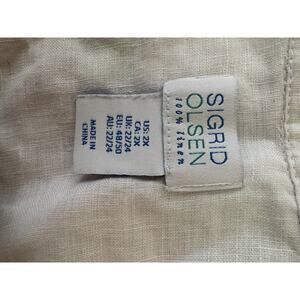 SIGRID
OLSEN
100% linen
US: 2X
CA: 2X
UK: 22/24
EU: 48/50
AU: 22/24
MADE IN
CHINA